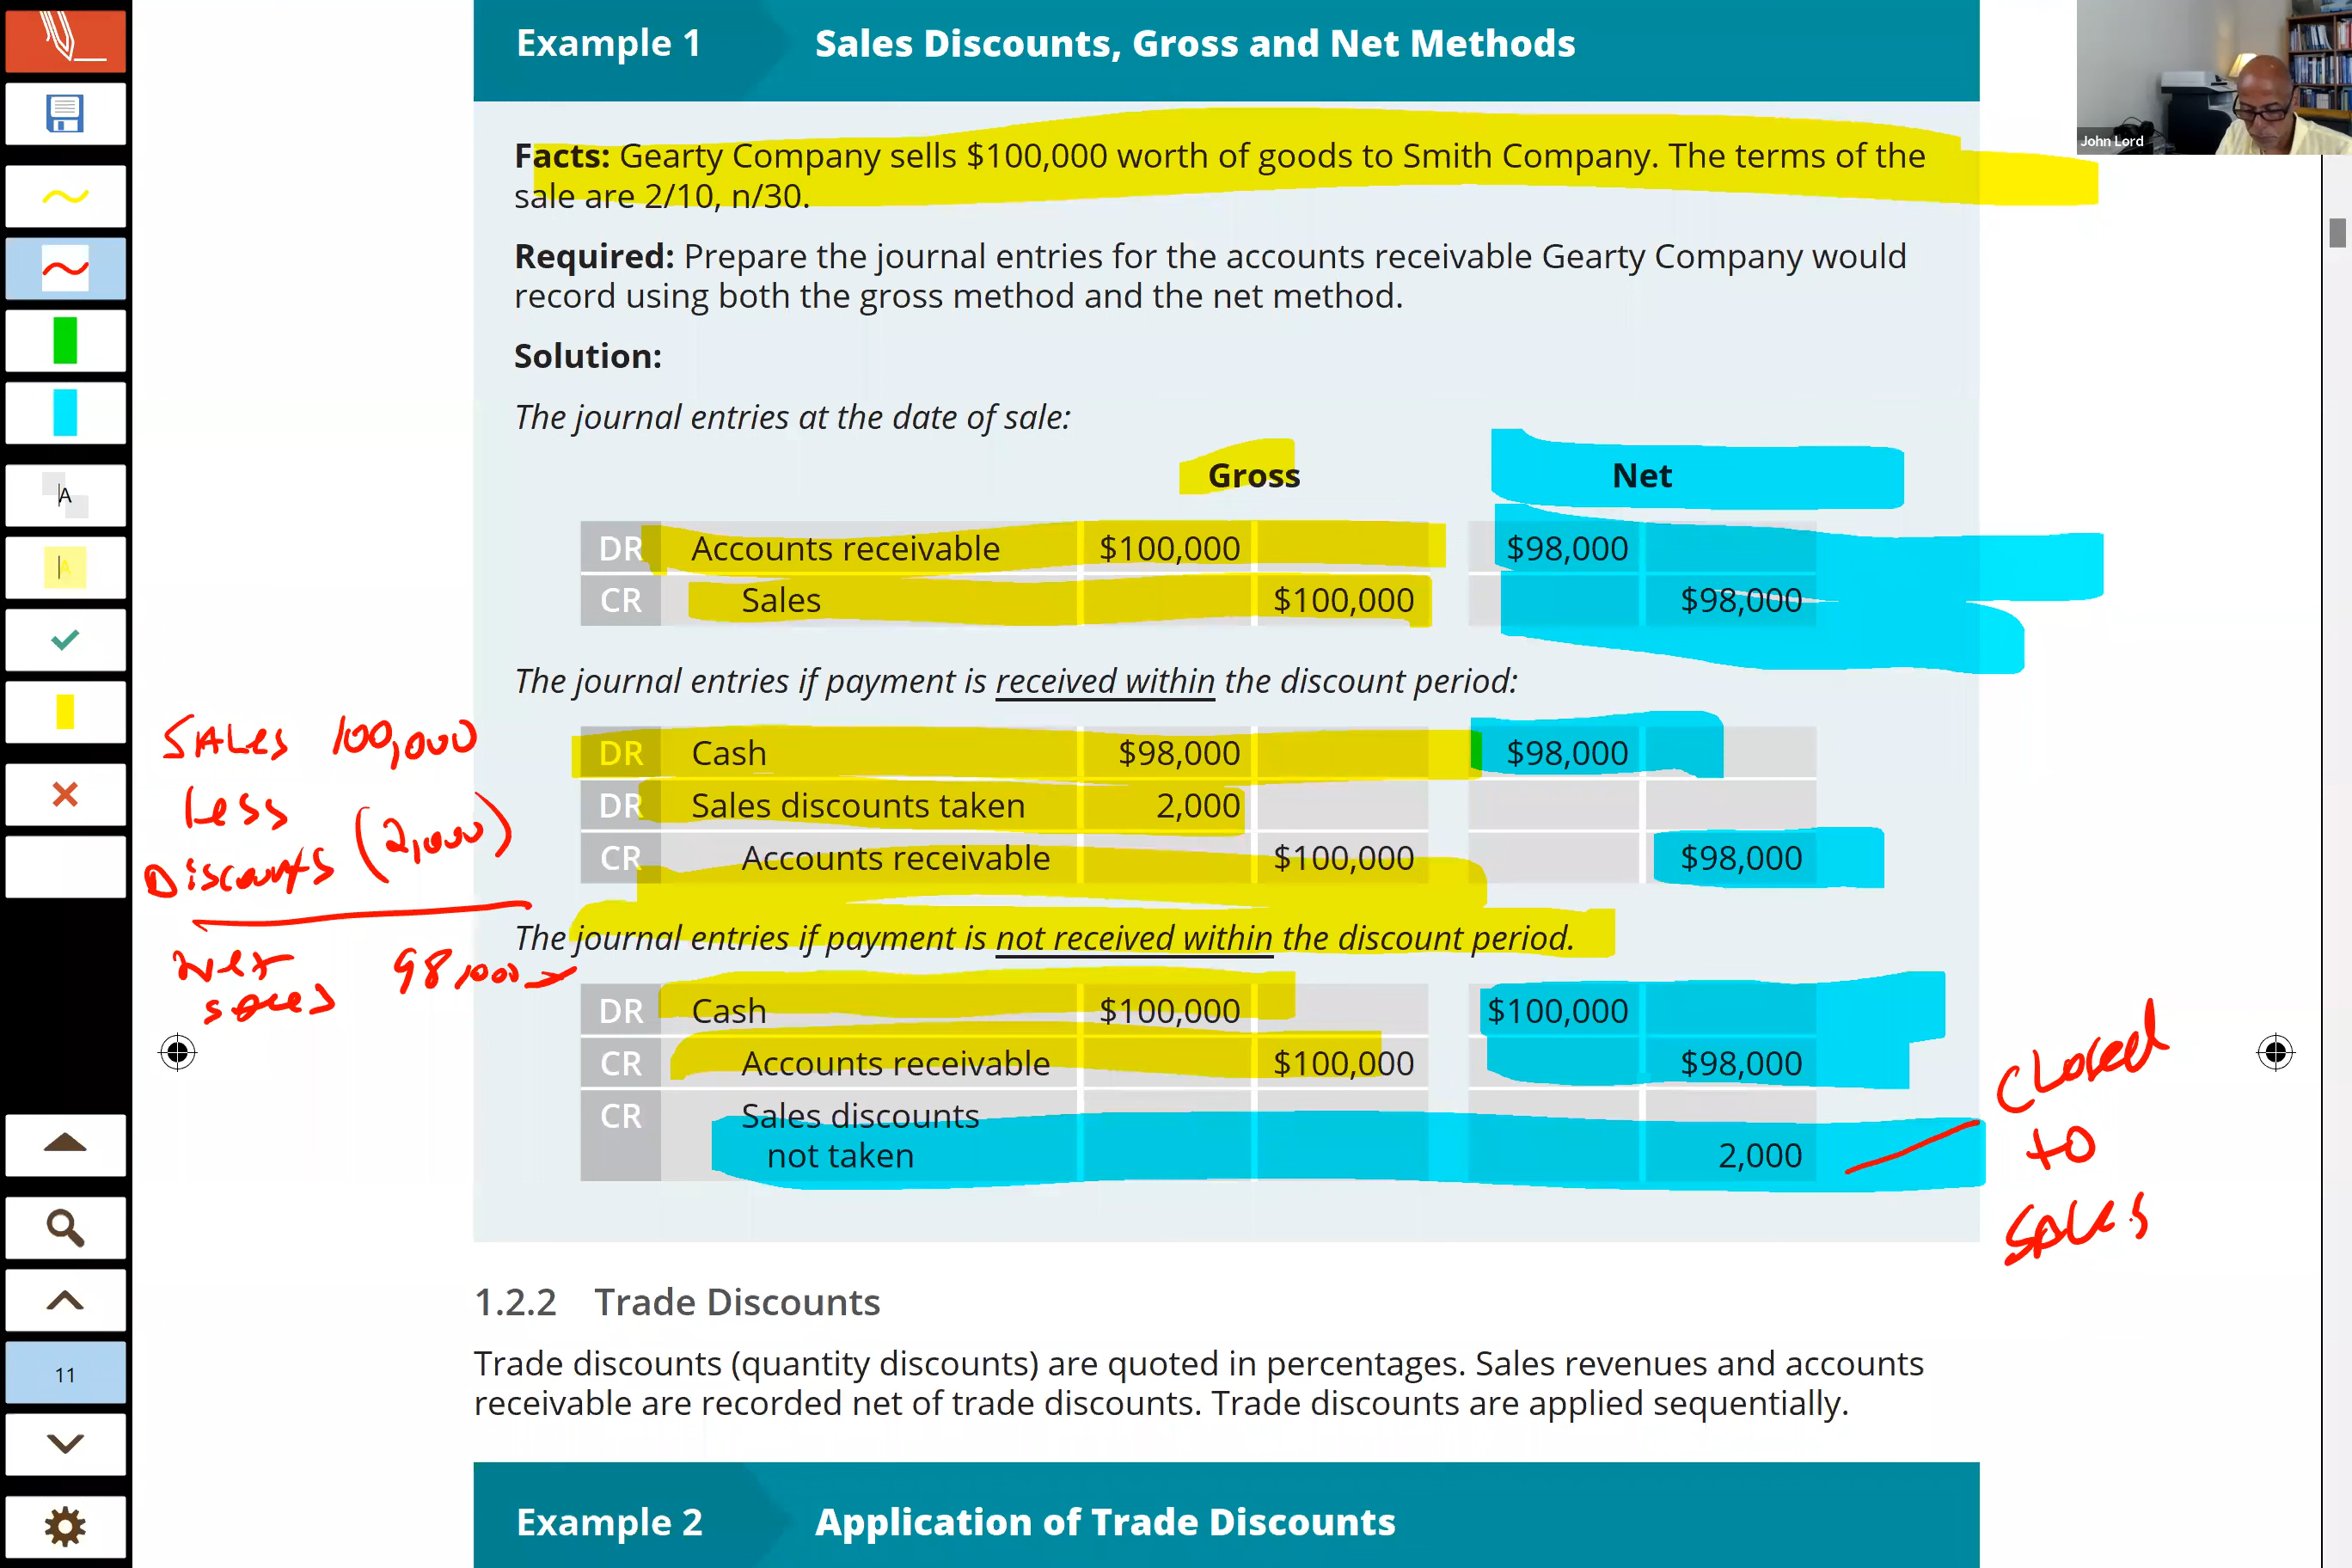 Example 1 Sales Discounts, Gross and Net Methods
John Lord
Facts: Gearty Company sells $100,000 worth of goods to Smith Company. The terms of the
sale are 2/10, n/30.
Required: Prepare the journal entries for the accounts receivable Gearty Company would
record using both the gross method and the net method.
Solution:
The journal entries at the date of sale:
Gross Net
DR Accounts receivable $100,000 $98,000
CR Sales $100,000 $98,000
The journal entries if payment is received within the discount period:
DR Cash $98,000 $98,000
DR Sales discounts taken 2,000
CR Accounts receivable $100,000 $98,000
The journal entries if payment is not received within the discount period.
DR Cash $100,000 $100,000
CR Accounts receivable $100,000 $98,000
CR Sales discounts
not taken 2,000
SALes 100,000
Less
Discounts (2,000)
Net 98,000
sales
CLosed
to
SALes
1.2.2 Trade Discounts
Trade discounts (quantity discounts) are quoted in percentages. Sales revenues and accounts
receivable are recorded net of trade discounts. Trade discounts are applied sequentially.
Example 2 Application of Trade Discounts
A
A
11